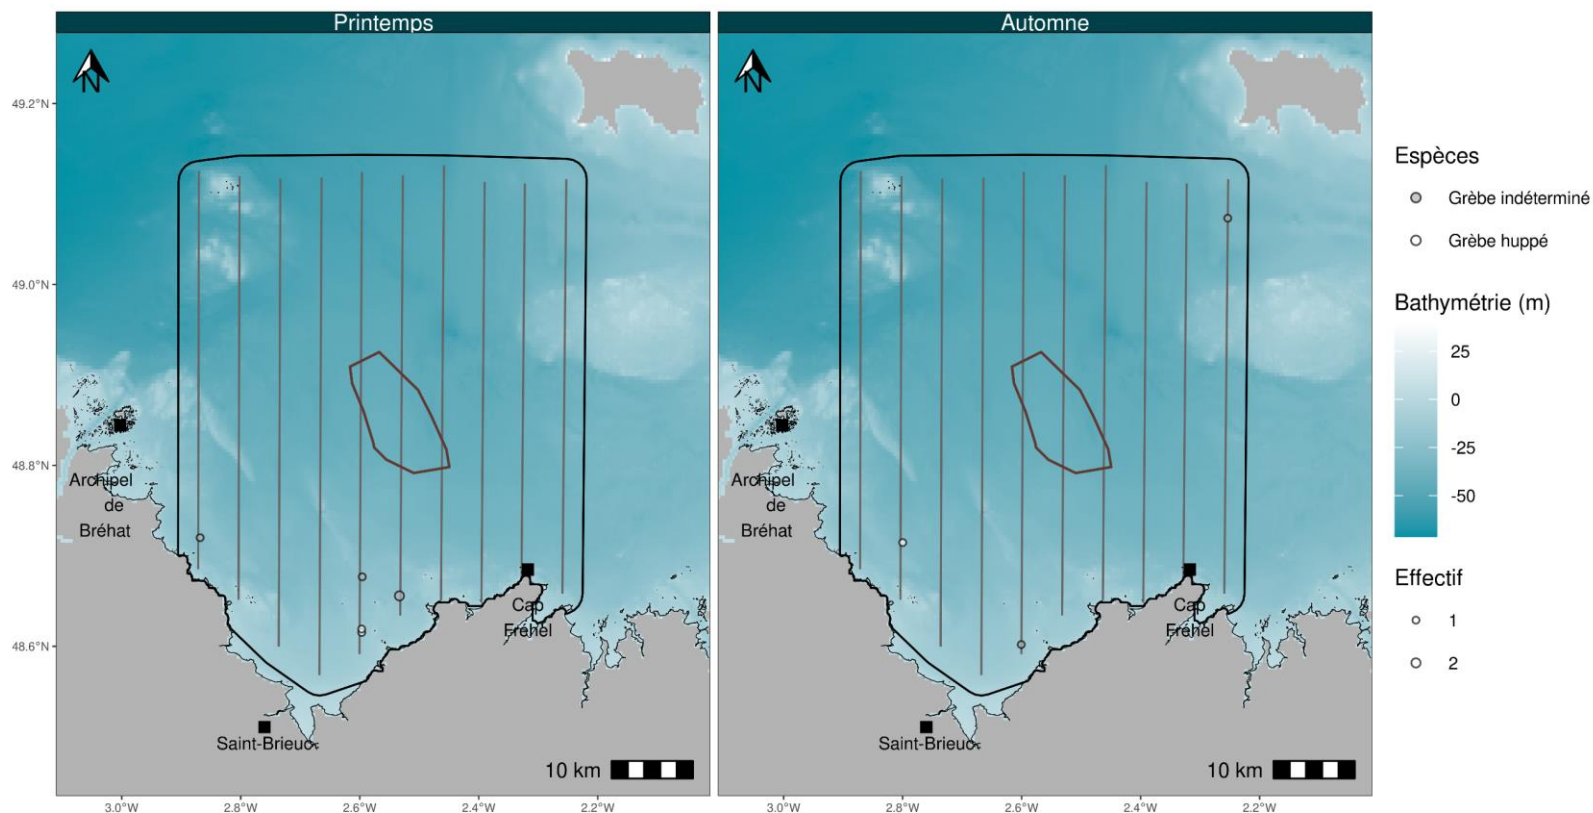 Printemps
Automne
N
N
49.2°N
49.0°N
48.8°N
48.6°N
Archipel
de
Bréhat
Cap
Fréhel
Saint-Brieuc
10 km
Archipel
de
Bréhat
Cap
Fréhel
Saint-Brieuc
10 km
3.0°W
2.8°W
2.6°W
2.4°W
2.2°W
3.0°W
2.8°W
2.6°W
2.4°W
2.2°W
Espèces
Grèbe indéterminé
Grèbe huppé
Bathymétrie (m)
25
0
-25
-50
Effectif
1
2